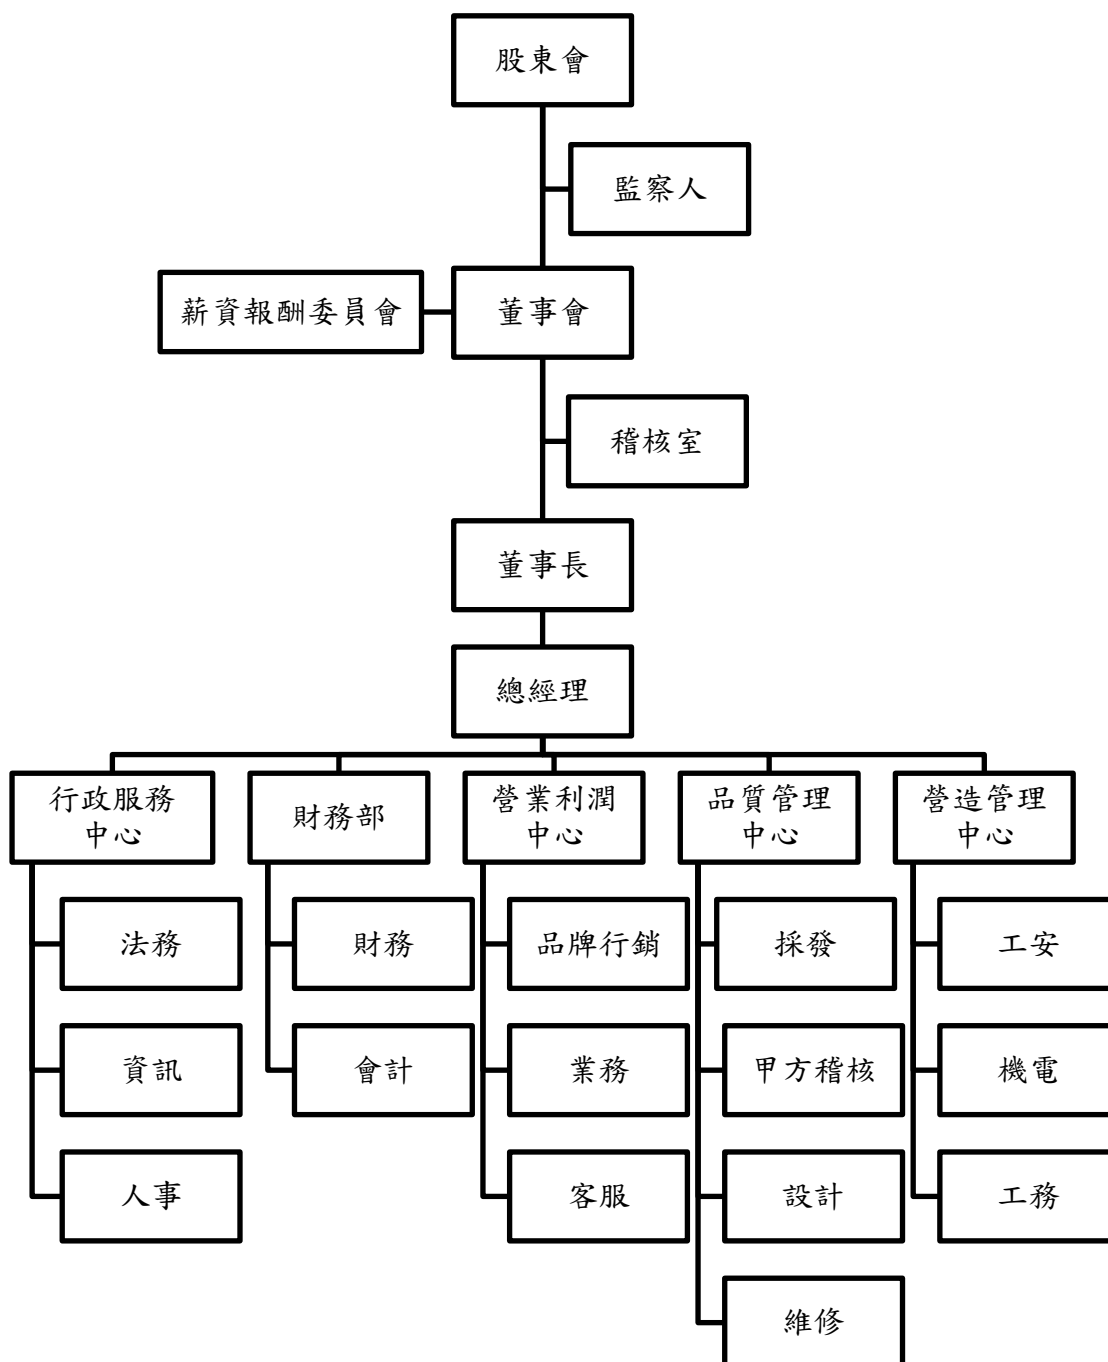 股東會
監察人
薪資報酬委員會
董事會
稽核室
董事長
總經理
行政服務
中心
財務部
營業利潤
中心
品質管理
中心
營造管理
中心
法務
財務
品牌行銷
採發
工安
資訊
會計
業務
甲方稽核
機電
人事
客服
設計
工務
維修